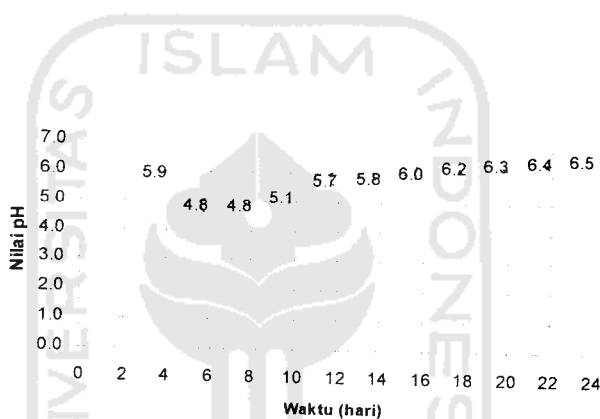 ISLAM
UNIVERSITAS
INDONES
7.0
6.0
5.0
4.0
3.0
2.0
1.0
0.0
Nilai pH
5.9 4.8 4.8 5.1 5.7 5.8 6.0 6.2 6.3 6.4 6.5
0 2 4 6 8 10 12 14 16 18 20 22 24
Waktu (hari)